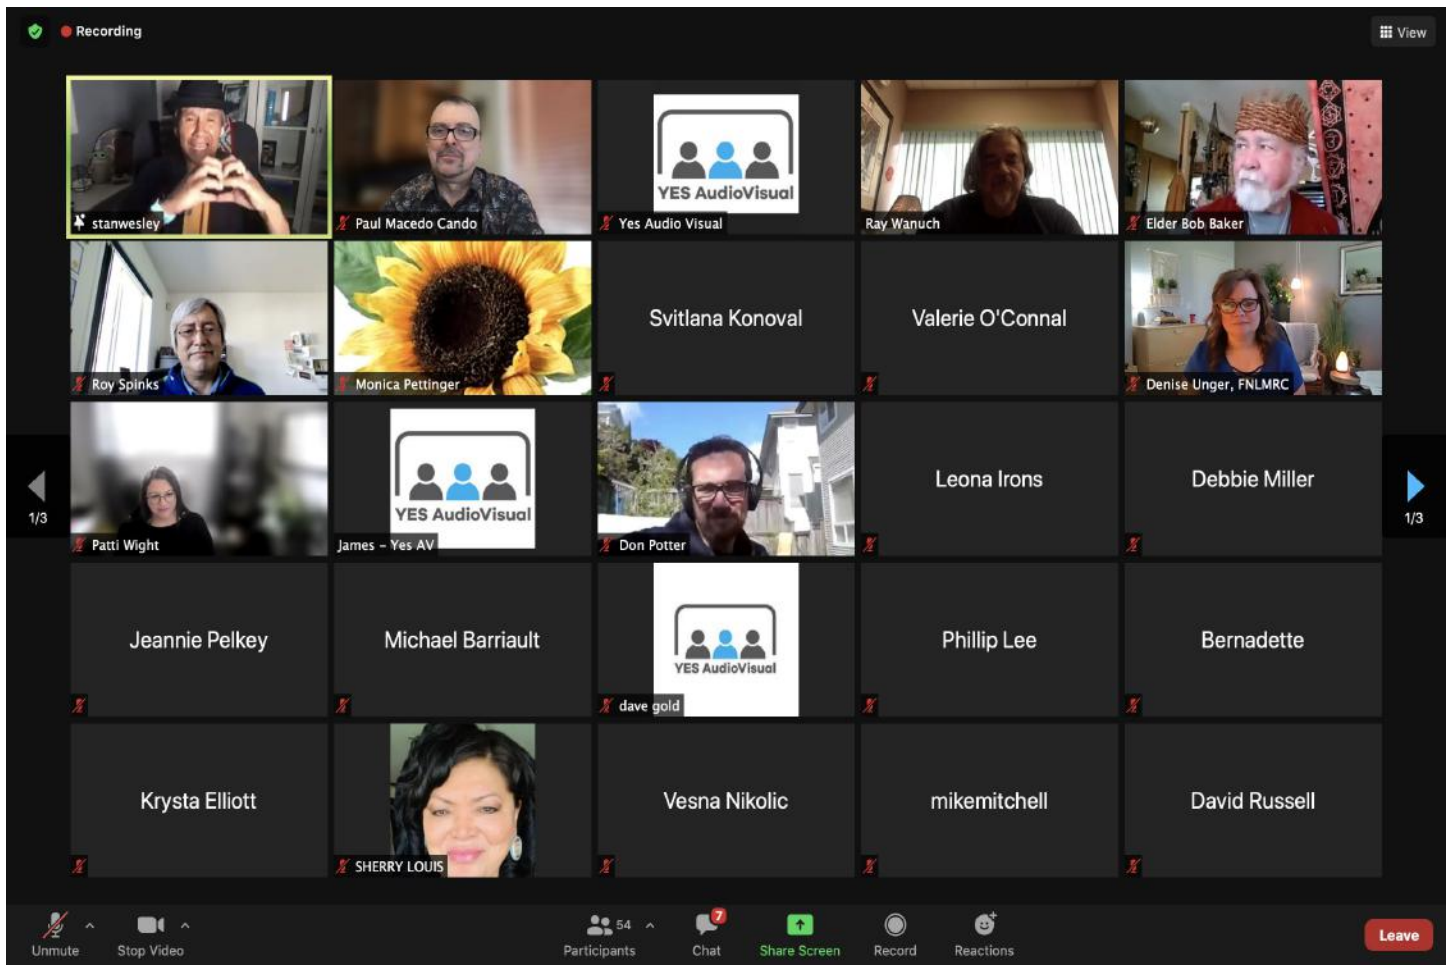 Recording
View
YES AudioVisual
stanwesley
Paul Macedo Cando
Yes Audio Visual
Ray Wanuch
Elder Bob Baker
Svitlana Konoval
Valerie O'Connal
Roy Spinks
Monica Pettinger
Denise Unger, FNLMRC
Leona Irons
Debbie Miller
YES AudioVisual
1/3
1/3
Patti Wight
James - Yes AV
Don Potter
Jeannie Pelkey
Michael Barriault
Phillip Lee
Bernadette
YES AudioVisual
dave gold
Krysta Elliott
Vesna Nikolic
mikemitchell
David Russell
SHERRY LOUIS
54
7
Unmute
Stop Video
Participants
Chat
Share Screen
Record
Reactions
Leave